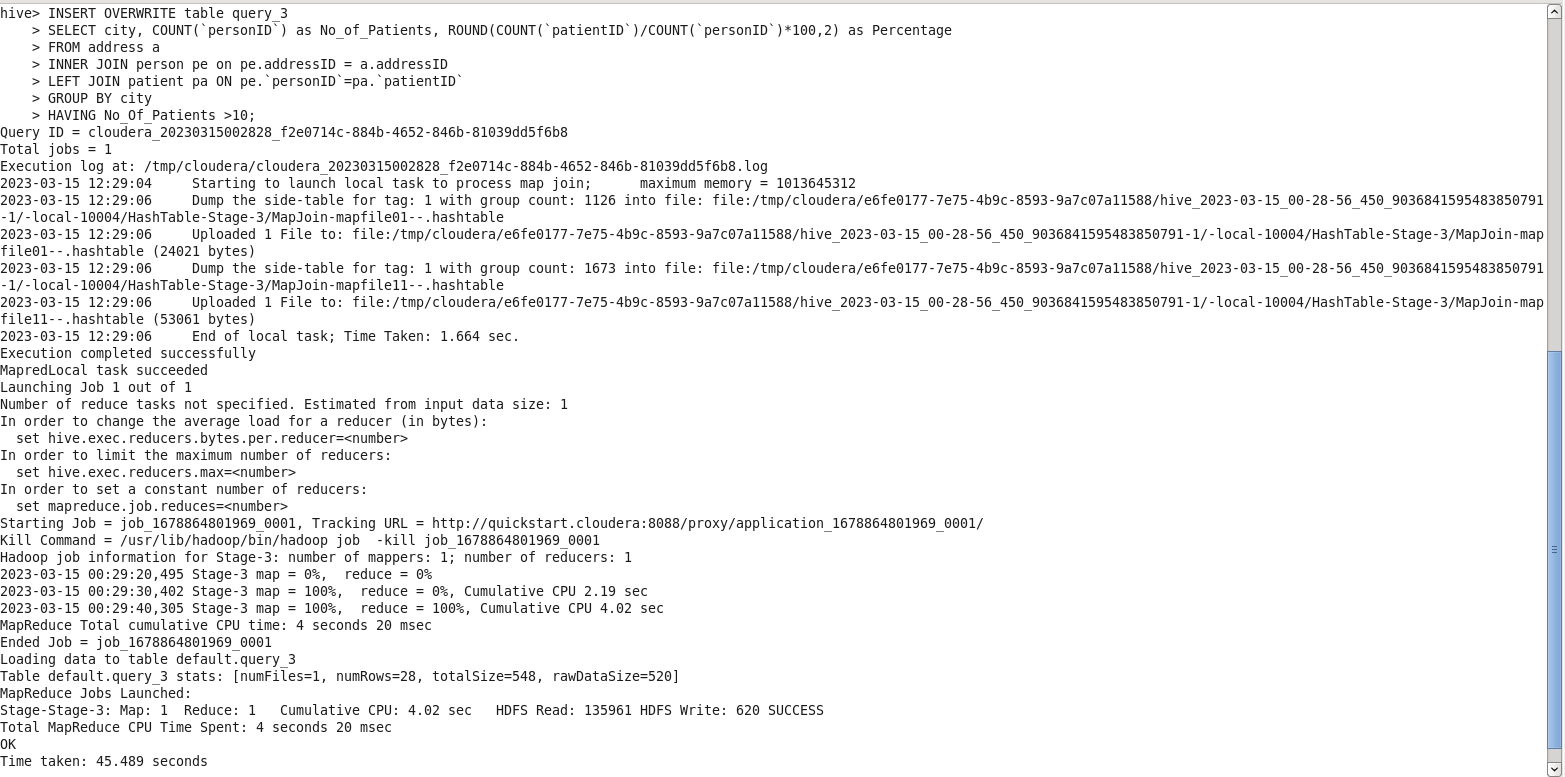 hive> INSERT OVERWRITE table query_3
    > SELECT city, COUNT(`personID`) as No_of_Patients, ROUND(COUNT(`patientID`)/COUNT(`personID`)*100,2) as Percentage
    > FROM address a
    > INNER JOIN person pe on pe.addressID = a.addressID
    > LEFT JOIN patient pa ON pe.`personID`=pa.`patientID`
    > GROUP BY city
    > HAVING No_Of_Patients >10;
Query ID = cloudera_20230315002828_f2e0714c-884b-4652-846b-81039dd5f6b8
Total jobs = 1
Execution log at: /tmp/cloudera/cloudera_20230315002828_f2e0714c-884b-4652-846b-81039dd5f6b8.log
2023-03-15 12:29:04     Starting to launch local task to process map join;      maximum memory = 1013645312
2023-03-15 12:29:06     Dump the side-table for tag: 1 with group count: 1126 into file: file:/tmp/cloudera/e6fe0177-7e75-4b9c-8593-9a7c07a11588/hive_2023-03-15_00-28-56_450_9036841595483850791
-1/-local-10004/HashTable-Stage-3/MapJoin-mapfile01--.hashtable
2023-03-15 12:29:06     Uploaded 1 File to: file:/tmp/cloudera/e6fe0177-7e75-4b9c-8593-9a7c07a11588/hive_2023-03-15_00-28-56_450_9036841595483850791-1/-local-10004/HashTable-Stage-3/MapJoin-map
file01--.hashtable (24021 bytes)
2023-03-15 12:29:06     Dump the side-table for tag: 1 with group count: 1673 into file: file:/tmp/cloudera/e6fe0177-7e75-4b9c-8593-9a7c07a11588/hive_2023-03-15_00-28-56_450_9036841595483850791
-1/-local-10004/HashTable-Stage-3/MapJoin-mapfile11--.hashtable
2023-03-15 12:29:06     Uploaded 1 File to: file:/tmp/cloudera/e6fe0177-7e75-4b9c-8593-9a7c07a11588/hive_2023-03-15_00-28-56_450_9036841595483850791-1/-local-10004/HashTable-Stage-3/MapJoin-map
file11--.hashtable (53061 bytes)
2023-03-15 12:29:06     End of local task; Time Taken: 1.664 sec.
Execution completed successfully
MapredLocal task succeeded
Launching Job 1 out of 1
Number of reduce tasks not specified. Estimated from input data size: 1
In order to change the average load for a reducer (in bytes):
  set hive.exec.reducers.bytes.per.reducer=<number>
In order to limit the maximum number of reducers:
  set hive.exec.reducers.max=<number>
In order to set a constant number of reducers:
  set mapreduce.job.reduces=<number>
Starting Job = job_1678864801969_0001, Tracking URL = http://quickstart.cloudera:8088/proxy/application_1678864801969_0001/
Kill Command = /usr/lib/hadoop/bin/hadoop job  -kill job_1678864801969_0001
Hadoop job information for Stage-3: number of mappers: 1; number of reducers: 1
2023-03-15 00:29:20,495 Stage-3 map = 0%,  reduce = 0%
2023-03-15 00:29:30,402 Stage-3 map = 100%,  reduce = 0%, Cumulative CPU 2.19 sec
2023-03-15 00:29:40,305 Stage-3 map = 100%,  reduce = 100%, Cumulative CPU 4.02 sec
MapReduce Total cumulative CPU time: 4 seconds 20 msec
Ended Job = job_1678864801969_0001
Loading data to table default.query_3
Table default.query_3 stats: [numFiles=1, numRows=28, totalSize=548, rawDataSize=520]
MapReduce Jobs Launched:
Stage-Stage-3: Map: 1  Reduce: 1   Cumulative CPU: 4.02 sec   HDFS Read: 135961 HDFS Write: 620 SUCCESS
Total MapReduce CPU Time Spent: 4 seconds 20 msec
OK
Time taken: 45.489 seconds